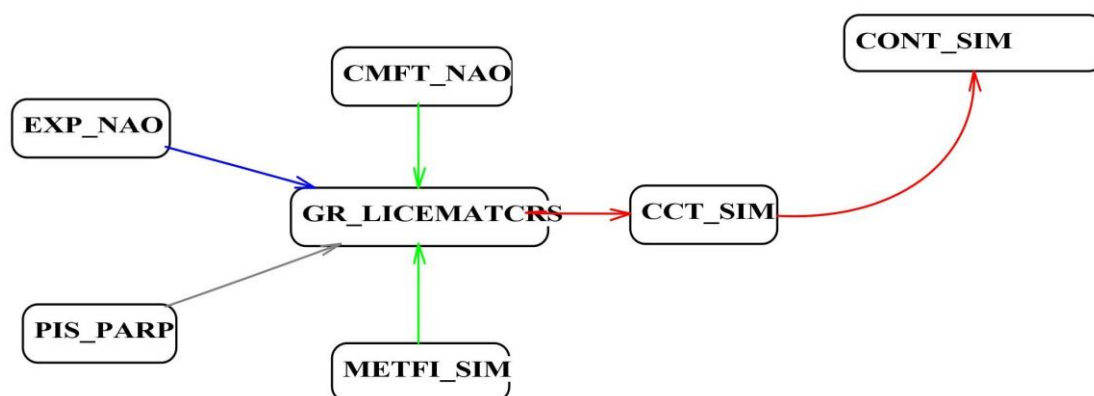 CONT_SIM
CMFT_NAO
EXP_NAO
GR_LICEMATCRS
CCT_SIM
PIS_PARP
METFI_SIM